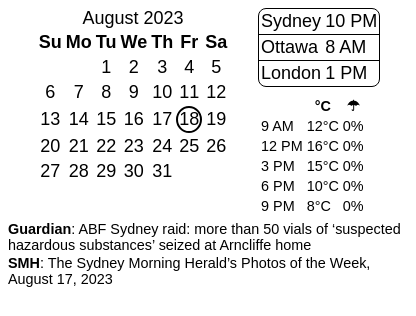 August 2023
Su Mo Tu We Th Fr Sa
1 2 3 4 5
6 7 8 9 10 11 12
13 14 15 16 17 18 19
20 21 22 23 24 25 26
27 28 29 30 31
Sydney 10 PM
Ottawa 8 AM
London 1 PM
°C ☂
9 AM 12°C 0%
12 PM 16°C 0%
3 PM 15°C 0%
6 PM 10°C 0%
9 PM 8°C 0%
Guardian: ABF Sydney raid: more than 50 vials of ‘suspected
hazardous substances’ seized at Arncliffe home
SMH: The Sydney Morning Herald’s Photos of the Week,
August 17, 2023